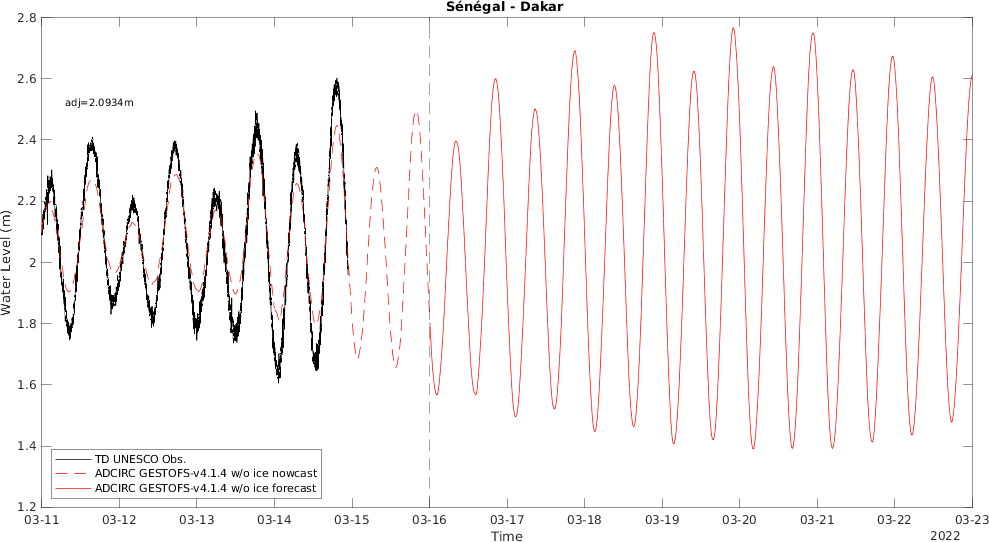 Sénégal - Dakar
2.8
2.6
2.4
2.2
2
1.8
1.6
1.4
1.2
Water Level (m)
adj=2.0934m
TD UNESCO Obs.
ADCIRC GESTOFS-v4.1.4 w/o ice nowcast
ADCIRC GESTOFS-v4.1.4 w/o ice forecast
03-11 03-12 03-13 03-14 03-15 03-16 03-17 03-18 03-19 03-20 03-21 03-22 03-23
Time
2022